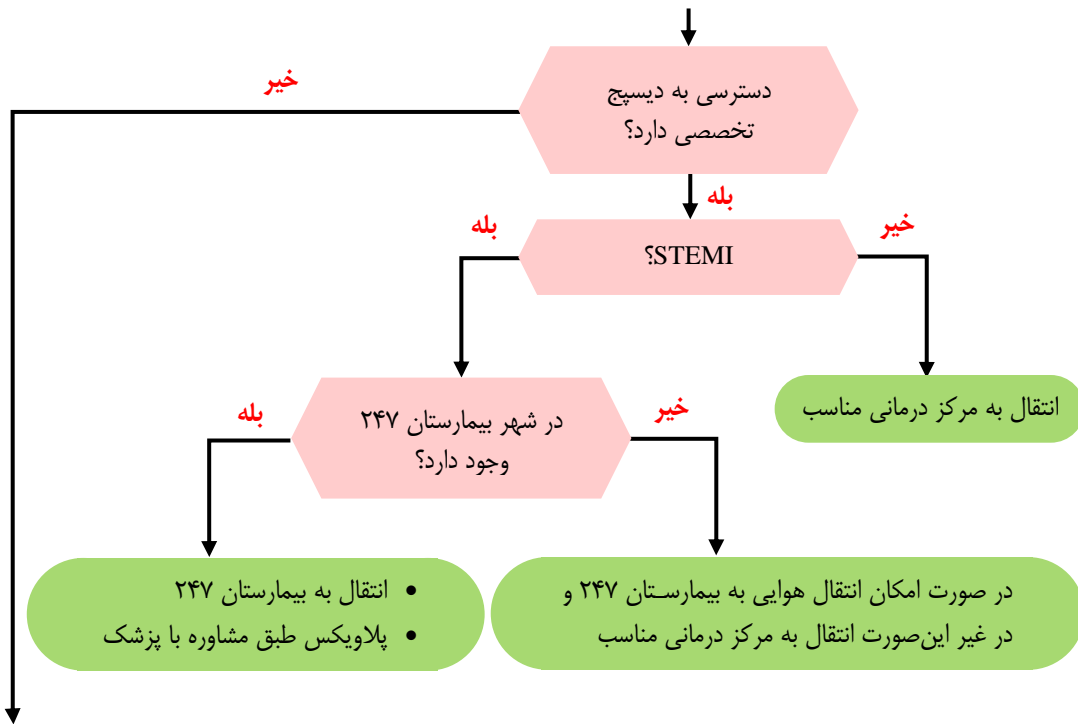 دسترسی به دیسپچ
تخصصی دارد؟
خیر
بله
STEMI؟
خیر
بله
انتقال به مرکز درمانی مناسب
در شهر بیمارستان ۲۴۷
وجود دارد؟
خیر
بله
در صورت امکان انتقال هوایی به بیمارستان ۲۴۷ و
در غیر این‌صورت انتقال به مرکز درمانی مناسب
• انتقال به بیمارستان ۲۴۷
• پلاویکس طبق مشاوره با پزشک